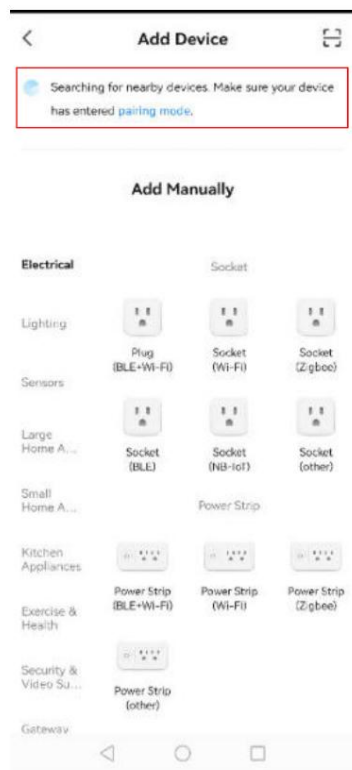 Add Device
Searching for nearby devices. Make sure your device
has entered pairing mode.
Add Manually
Electrical
Lighting
Sensors
Large
Home A...
Small
Home A...
Kitchen
Appliances
Exercise &
Health
Security &
Video Su...
Gateway
Socket
Plug
(BLE+Wi-Fi)
Socket
(Wi-Fi)
Socket
(Zigbee)
Socket
(BLE)
Socket
(NB-IoT)
Socket
(other)
Power Strip
Power Strip
(BLE+Wi-Fi)
Power Strip
(Wi-Fi)
Power Strip
(Zigbee)
Power Strip
(other)